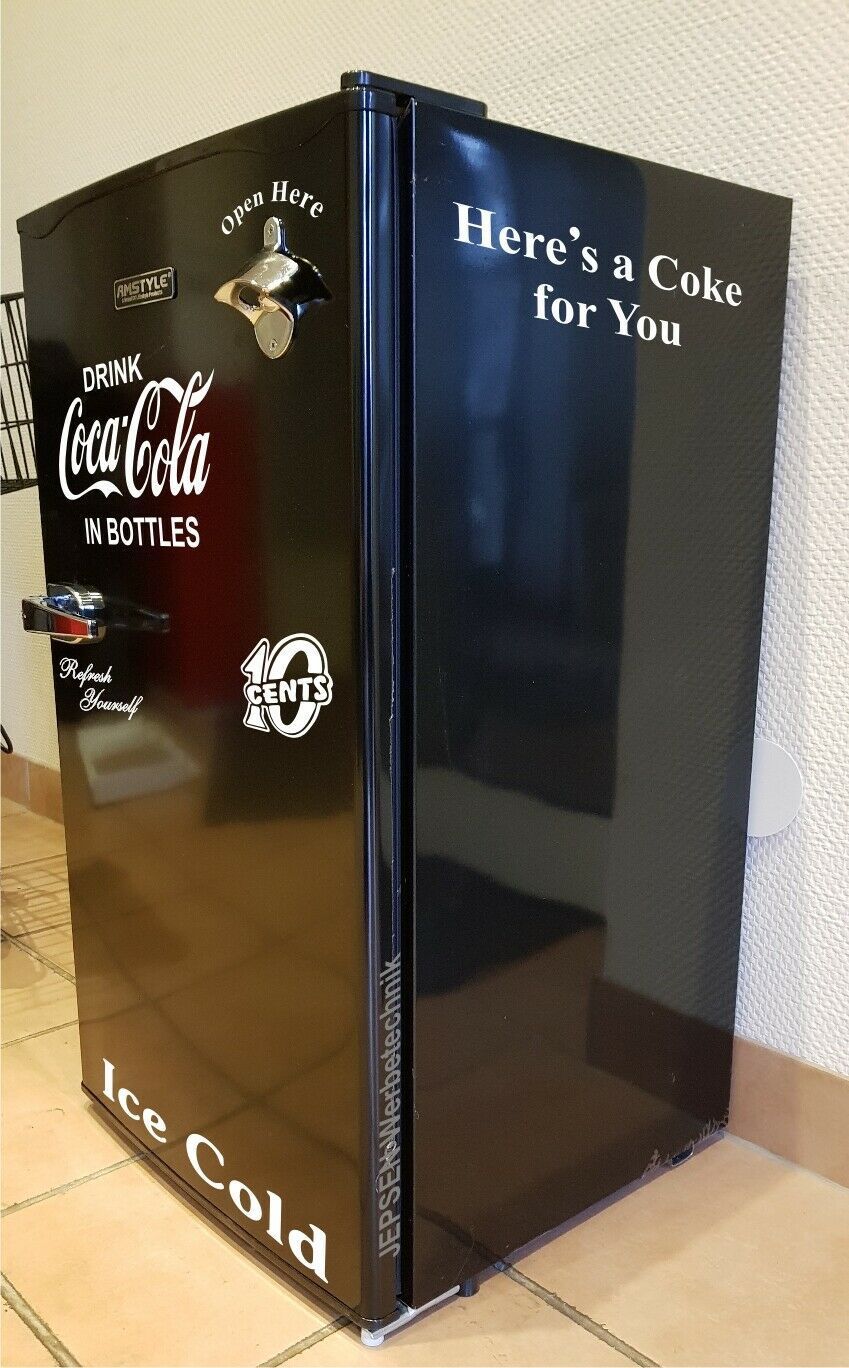 Open Here
AMSTYLE
DRINK
Coca-Cola
IN BOTTLES
Refresh
Yourself
10
CENTS
Ice Cold
Here's a Coke
for You
JEPSEN Werbetechnik